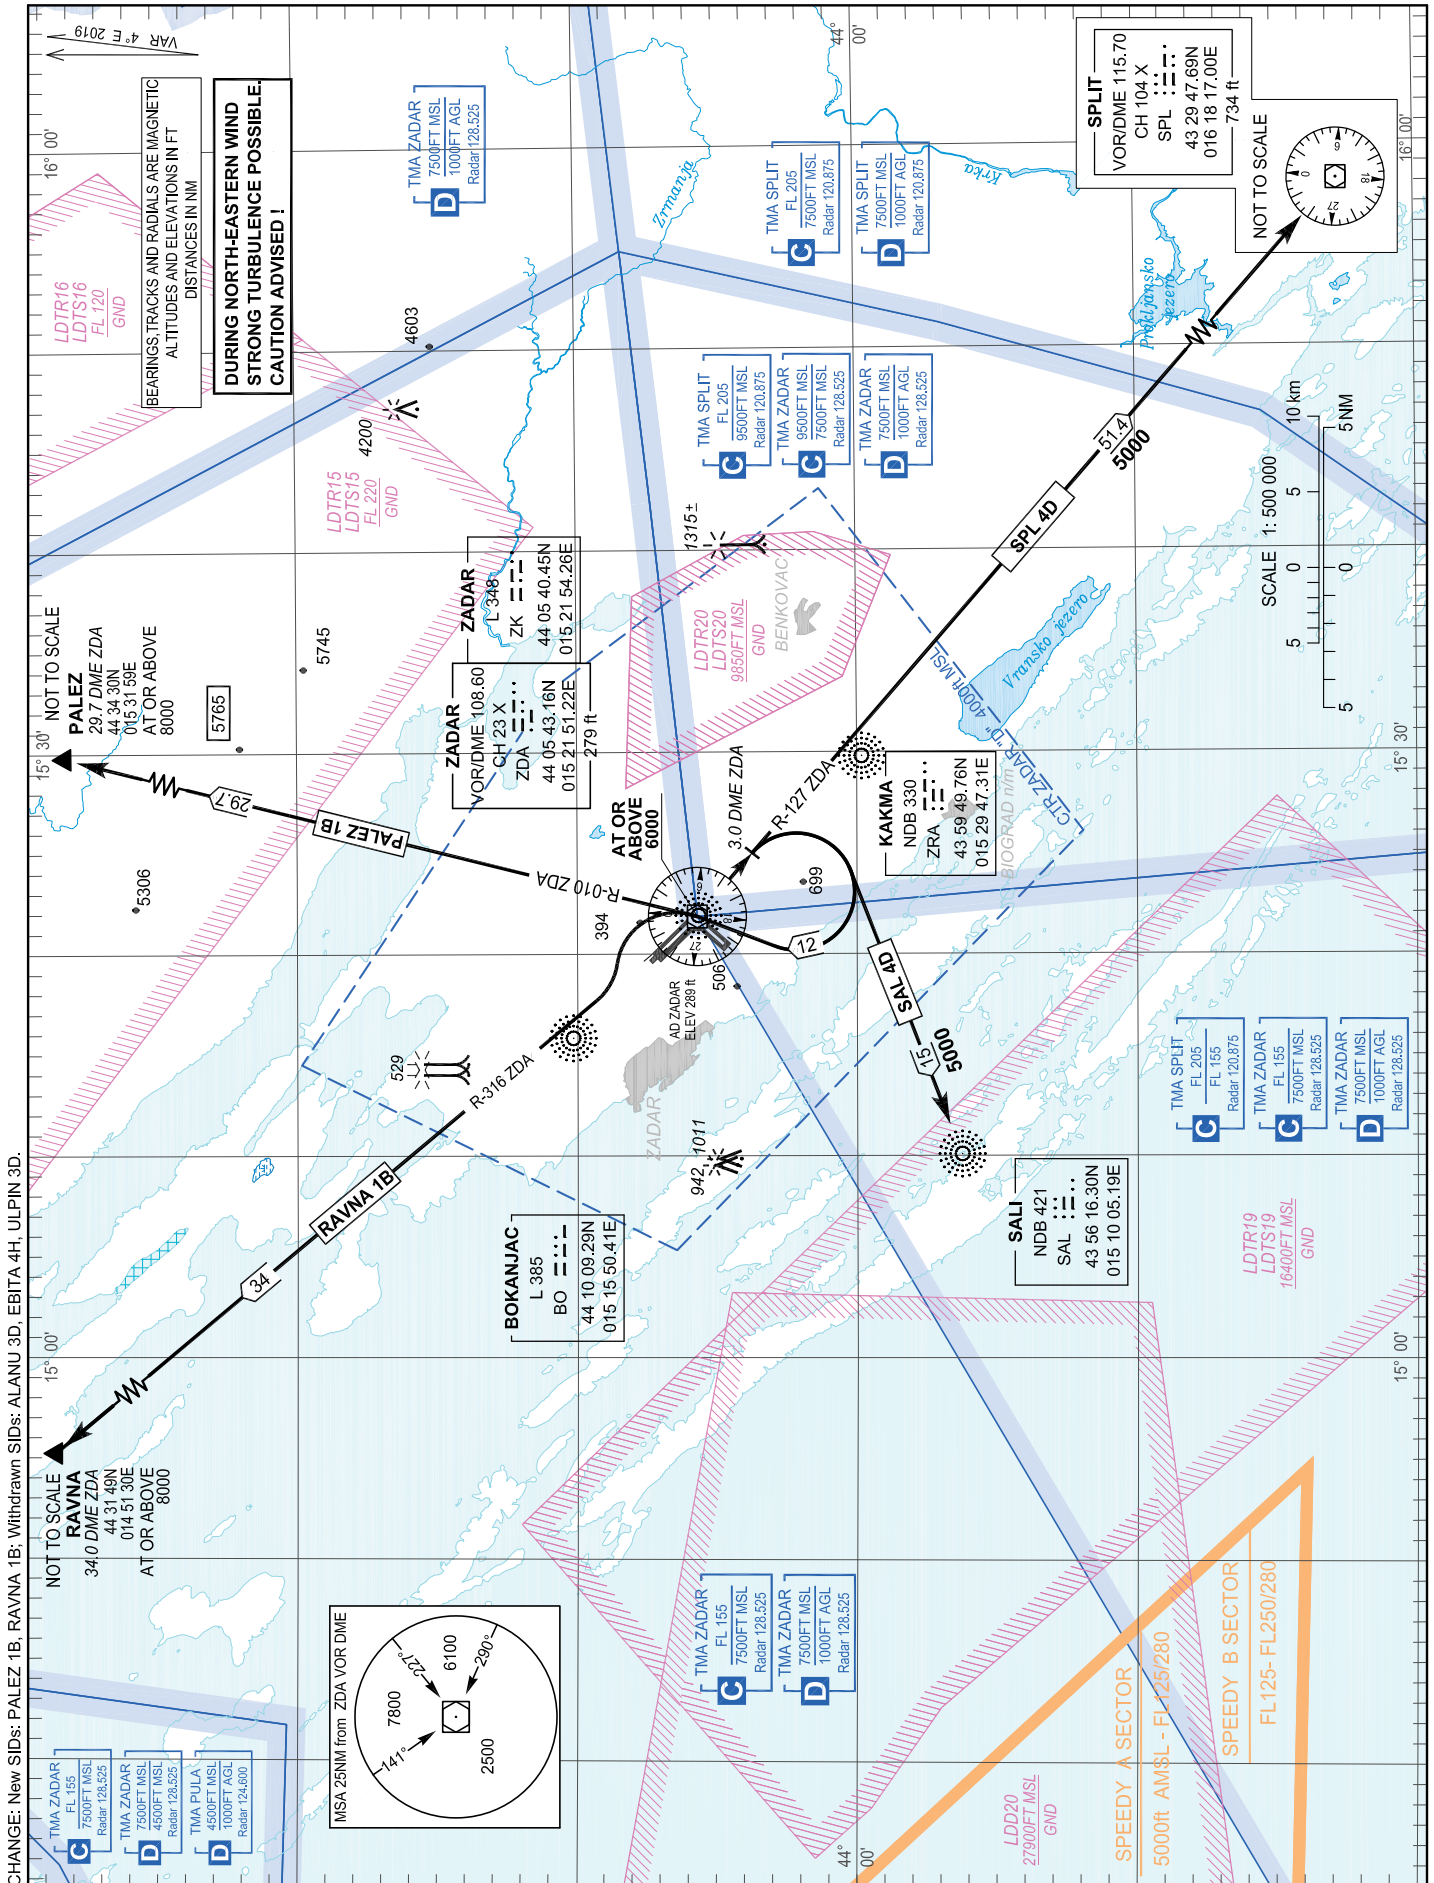 CHANGE: New SIDs: PALEZ 1B, RAVNA 1B; Withdrawn SIDs: ALANU 3D, EBITA 4H, ULPIN 3D.
VAR 4° E 2019
BEARINGS,TRACKS AND RADIALS ARE MAGNETIC
ALTITUDES AND ELEVATIONS IN FT
DISTANCES IN NM
DURING NORTH-EASTERN WIND
STRONG TURBULENCE POSSIBLE.
CAUTION ADVISED !
NOT TO SCALE
RAVNA
34.0 DME ZDA
44 31 49N
014 51 30E
AT OR ABOVE
8000
NOT TO SCALE
PALEZ
29.7 DME ZDA
44 34 30N
015 31 59E
AT OR ABOVE
8000
15° 00'
15° 30'
16° 00'
LDTR16
LDTS16
FL 120
GND
LDTR15
LDTS15
FL 220
GND
4603
4200
5765
5745
5306
TMA ZADAR
FL 155
7500FT MSL
Radar 128,525
C
TMA ZADAR
7500FT MSL
4500FT MSL
Radar 128,525
D
TMA PULA
4500FT MSL
1000FT AGL
Radar 124.600
D
MSA 25NM from ZDA VOR DME
141°
227°
290°
7800
6100
2500
RAVNA 1B
34
R-316 ZDA
PALEZ 1B
29.7
R-010 ZDA
TMA ZADAR
7500FT MSL
1000FT AGL
Radar 128.525
D
Zrmanja
ZADAR
L 348
ZK
44 05 40.45N
015 21 54.26E
ZADAR
VOR/DME 108.60
CH 23 X
ZDA
44 05 43.16N
015 21 51.22E
279 ft
BOKANJAC
L 385
BO
44 10 09.29N
015 15 50.41E
529
394
506
AD ZADAR
ELEV 289 ft
ZADAR
942
1011
AT OR
ABOVE
6000
3.0 DME ZDA
R-127 ZDA
699
12
0
9
18
27
LDTR20
LDTS20
9850FT MSL
GND
BENKOVAC
1315±
TMA SPLIT
FL 205
9500FT MSL
Radar 120.875
C
TMA ZADAR
9500FT MSL
7500FT MSL
Radar 128.525
C
TMA ZADAR
7500FT MSL
1000FT AGL
Radar 128.525
D
TMA SPLIT
FL 205
7500FT MSL
Radar 120.875
C
TMA SPLIT
7500FT MSL
1000FT AGL
Radar 120.875
D
44°
00'
Krka
Prokljansko
jezero
SPLIT
VOR/DME 115.70
CH 104 X
SPL
43 29 47.69N
016 18 17.00E
734 ft
NOT TO SCALE
0
9
18
27
SPL 4D
51.4
5000
Vransko jezero
CTR ZADAR "D" 4000ft MSL
KAKMA
NDB 330
ZRA
43 59 49.76N
015 29 47.31E
BIOGRAD n/m
SAL 4D
15
5000
SALI
NDB 421
SAL
43 56 16.30N
015 10 05.19E
TMA SPLIT
FL 205
FL 155
Radar 120,875
C
TMA ZADAR
FL 155
7500FT MSL
Radar 128.525
C
TMA ZADAR
7500FT MSL
1000FT AGL
Radar 128.525
D
LDTR19
LDTS19
16400FT MSL
GND
TMA ZADAR
FL 155
7500FT MSL
Radar 128.525
C
TMA ZADAR
7500FT MSL
1000FT AGL
Radar 128.525
D
44°
00'
LDD20
27900FT MSL
GND
SPEEDY A SECTOR
5000ft AMSL - FL125/280
SPEEDY B SECTOR
FL125- FL250/280
SCALE 1: 500 000
5 0 5 10 km
5 0 5NM
15° 00'
15° 30'
16° 00'